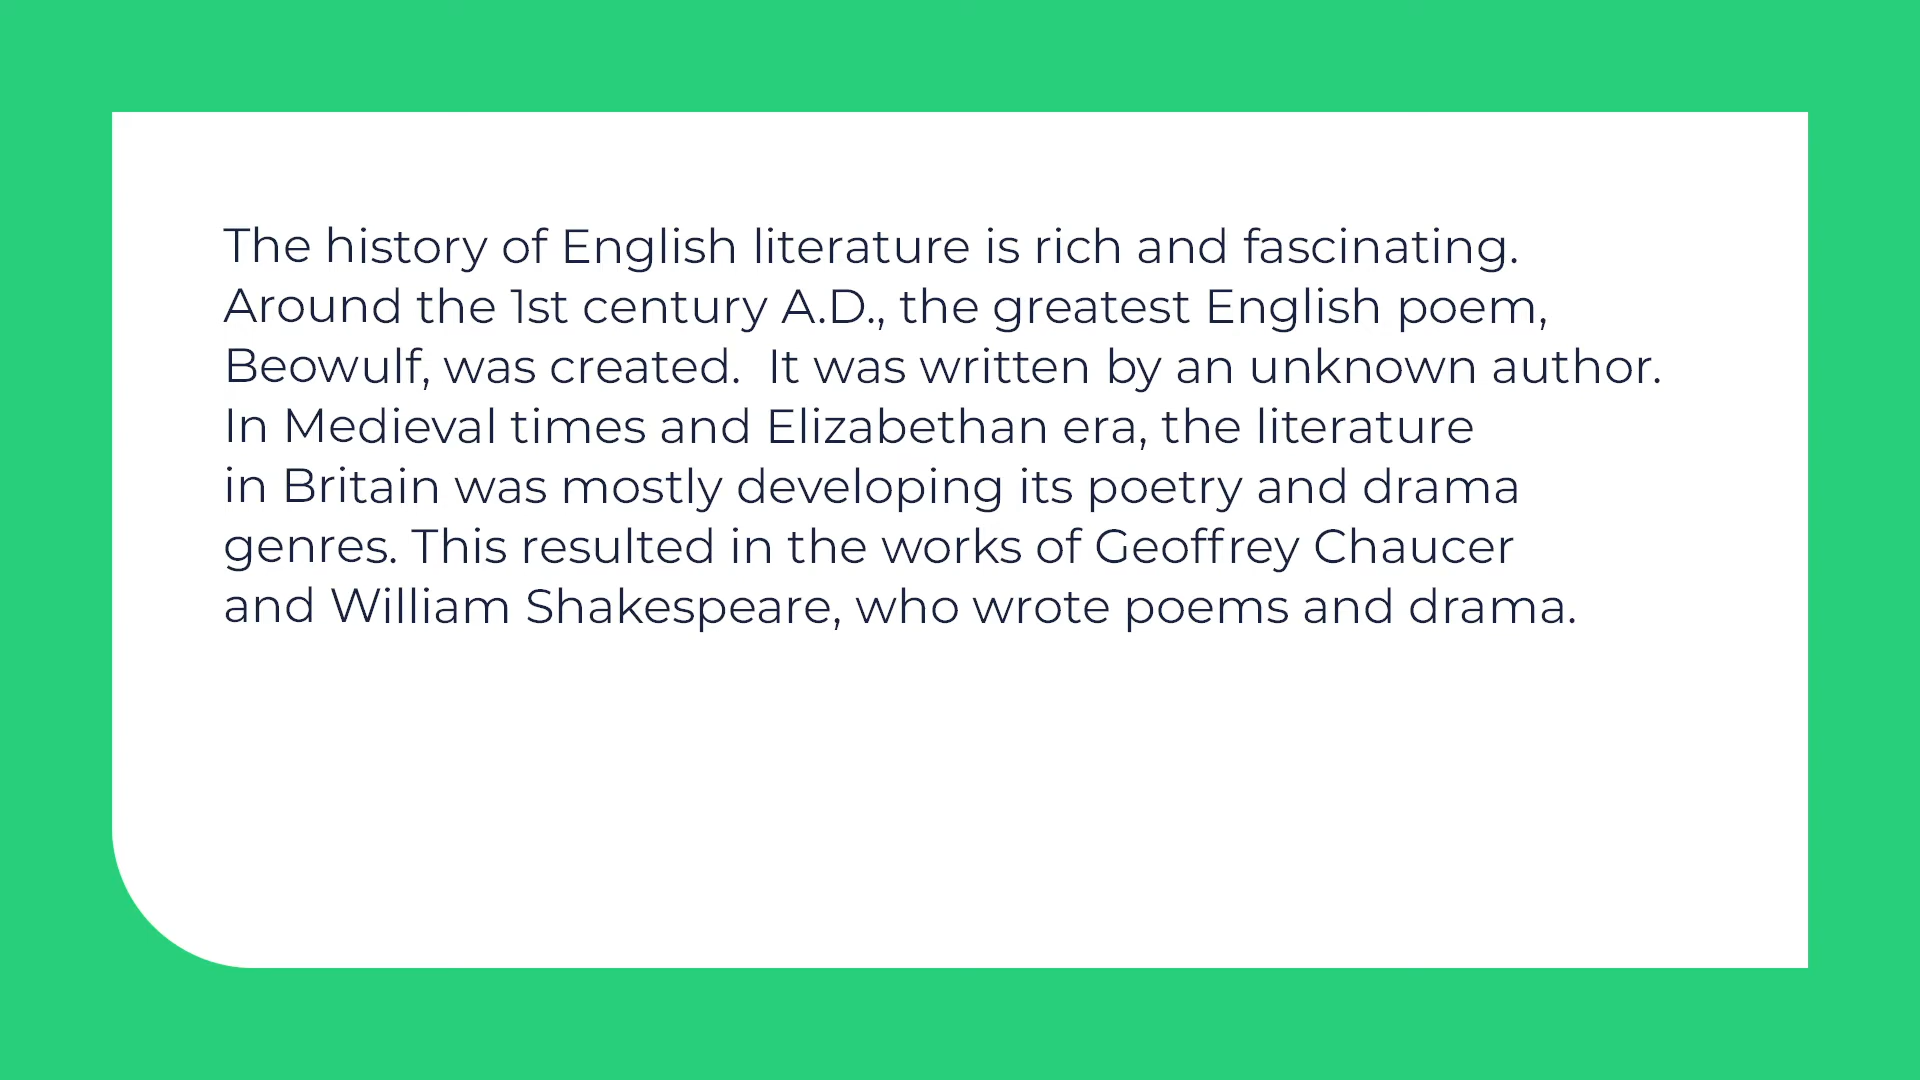 The history of English literature is rich and fascinating.
Around the 1st century A.D., the greatest English poem,
Beowulf, was created.  It was written by an unknown author.
In Medieval times and Elizabethan era, the literature
in Britain was mostly developing its poetry and drama
genres. This resulted in the works of Geoffrey Chaucer
and William Shakespeare, who wrote poems and drama.